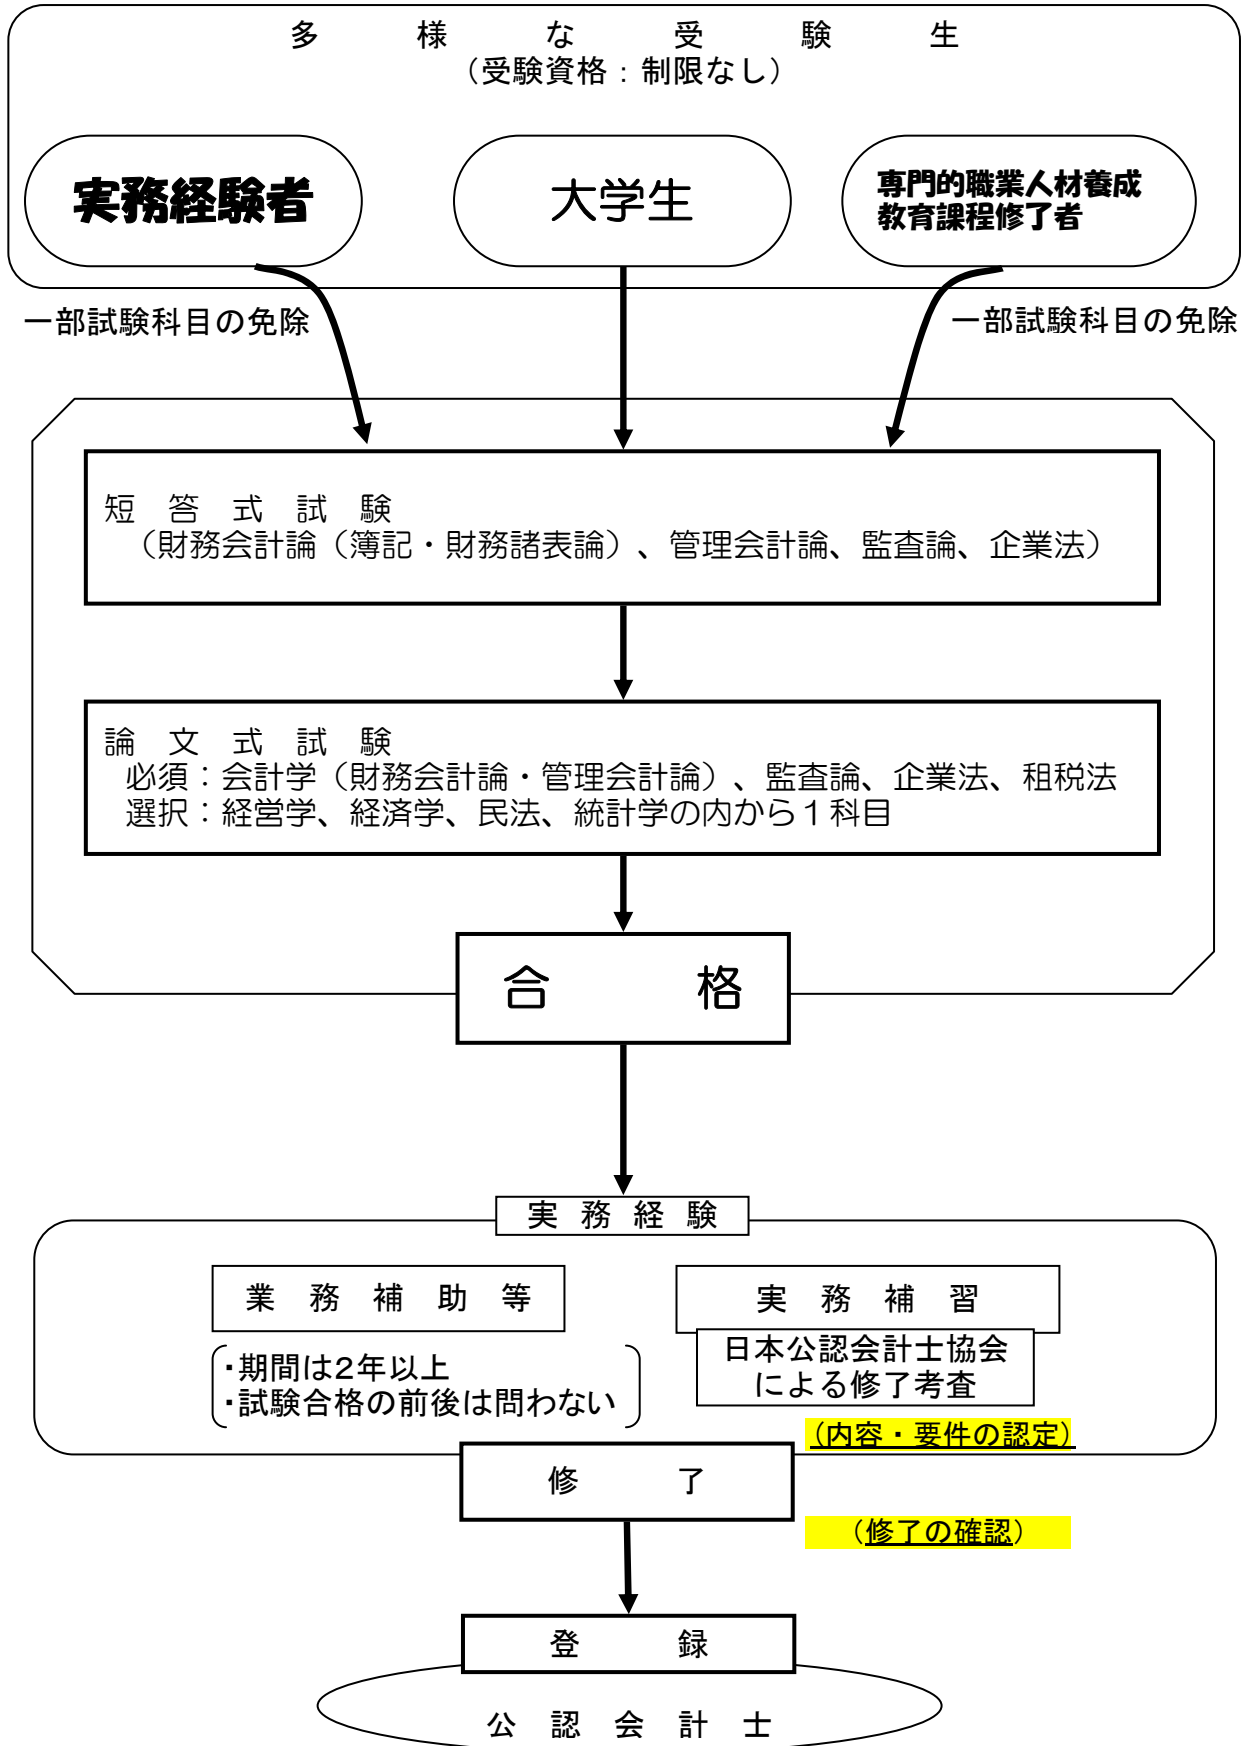 多様な受験生
（受験資格：制限なし）
実務経験者
大学生
専門的職業人材養成
教育課程修了者
一部試験科目の免除
一部試験科目の免除
短答式試験
（財務会計論（簿記・財務諸表論）、管理会計論、監査論、企業法）
論文式試験
必須：会計学（財務会計論・管理会計論）、監査論、企業法、租税法
選択：経営学、経済学、民法、統計学の内から１科目
合格
実務経験
業務補助等
・期間は２年以上
・試験合格の前後は問わない
実務補習
日本公認会計士協会
による修了考査
（内容・要件の認定）
修了
（修了の確認）
登録
公認会計士